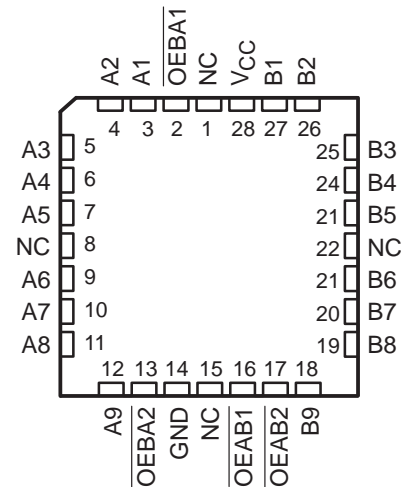 A2 A1 OEBA1 NC VCC B1 B2
4 3 2 1 28 27 26
A3 5 25 B3
A4 6 24 B4
A5 7 21 B5
NC 8 22 NC
A6 9 21 B6
A7 10 20 B7
A8 11 19 B8
12 13 14 15 16 17 18
A9 OEBA2 GND NC OEAB1 OEAB2 B9